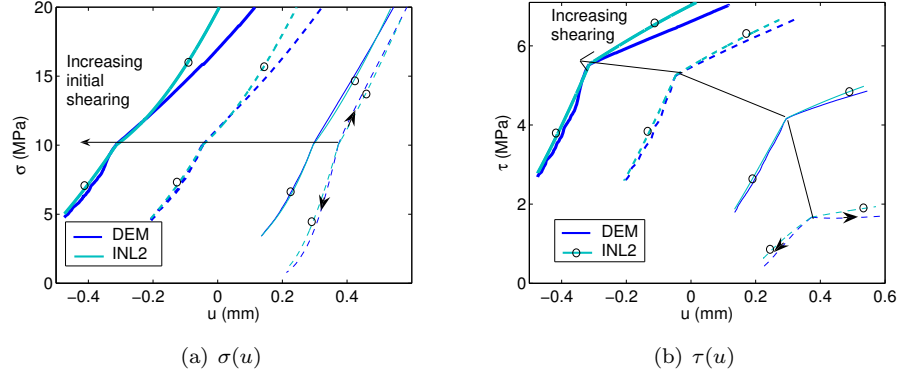 20
15
10
5
0
σ (MPa)
Increasing
initial
shearing
DEM
INL2
−0.4
−0.2
0
0.2
0.4
u (mm)
(a) σ(u)
6
4
2
0
τ (MPa)
Increasing
shearing
DEM
INL2
−0.4
−0.2
0
0.2
0.4
0.6
u (mm)
(b) τ(u)